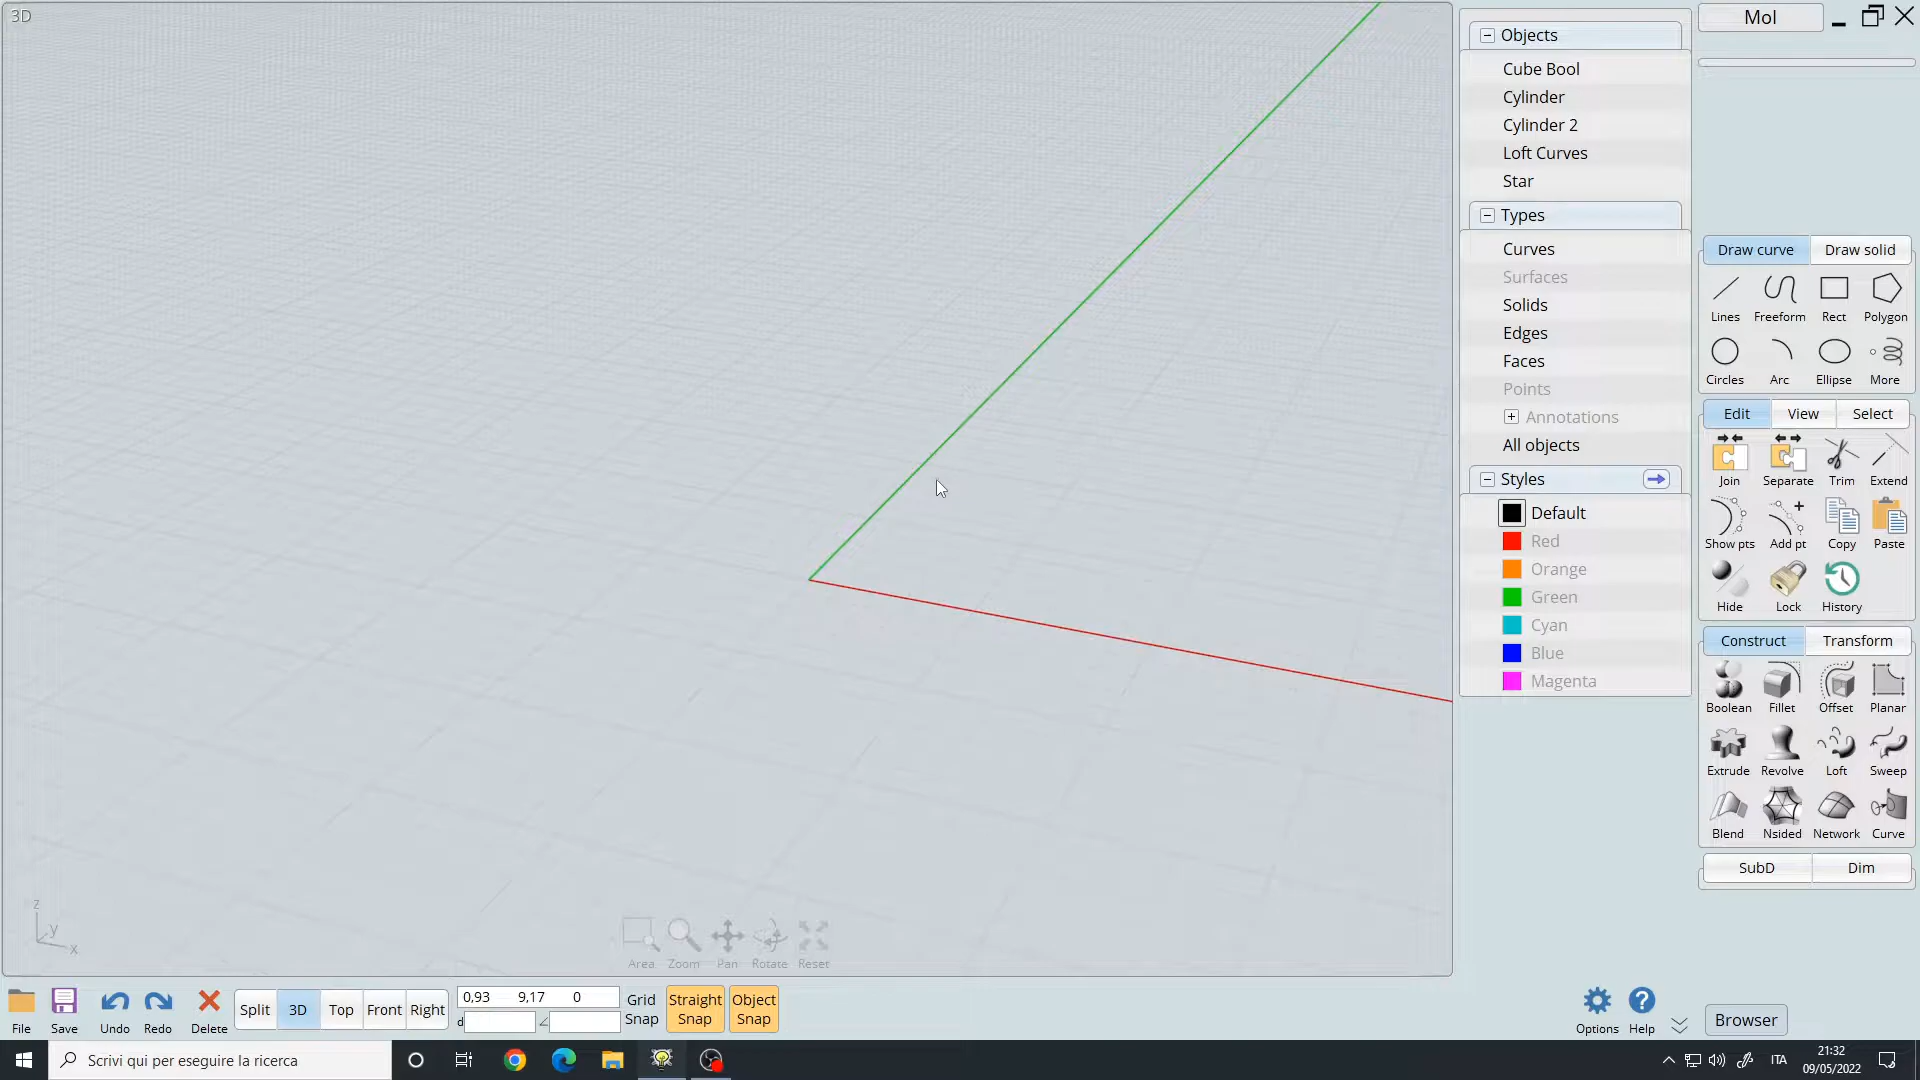 3D
Objects
Cube Bool
Cylinder
Cylinder 2
Loft Curves
Star
Types
Curves
Surfaces
Solids
Edges
Faces
Points
Annotations
All objects
Styles
Default
Red
Orange
Green
Cyan
Blue
Magenta
MoI
Draw curve Draw solid
Lines Freeform Rect Polygon
Circles Arc Ellipse More
Edit View Select
Join Separate Trim Extend
Show pts Add pt Copy Paste
Hide Lock History
Construct Transform
Boolean Fillet Offset Planar
Extrude Revolve Loft Sweep
Blend Nsided Network Curve
SubD Dim
z
y
x
Area Zoom Pan Rotate Reset
File Save Undo Redo Delete
Split 3D Top Front Right
0,93 9,17 0
d
Grid Snap
Straight Snap
Object Snap
Options Help
Browser
Scrivi qui per eseguire la ricerca
ITA
21:32
09/05/2022